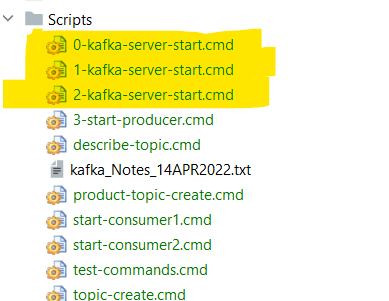 Scripts
0-kafka-server-start.cmd
1-kafka-server-start.cmd
2-kafka-server-start.cmd
3-start-producer.cmd
describe-topic.cmd
kafka_Notes_14APR2022.txt
product-topic-create.cmd
start-consumer1.cmd
start-consumer2.cmd
test-commands.cmd
topic-create.cmd